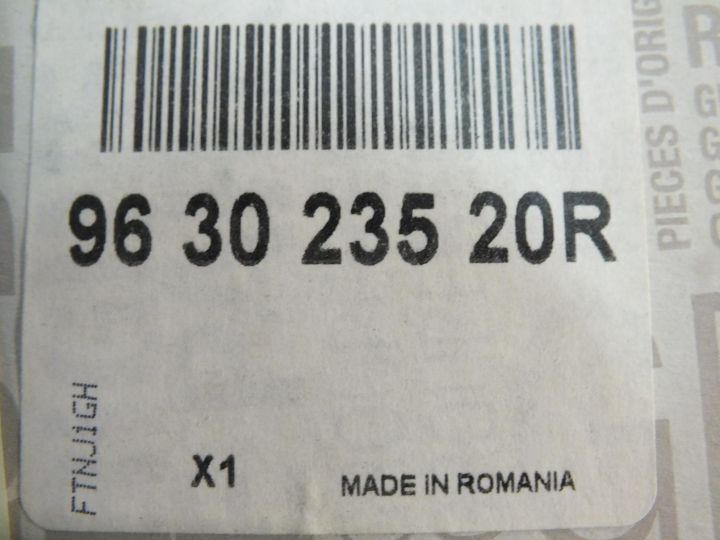 96 30 235 20R
FTNJ1GH
X1
MADE IN ROMANIA
PIECES D'ORIG